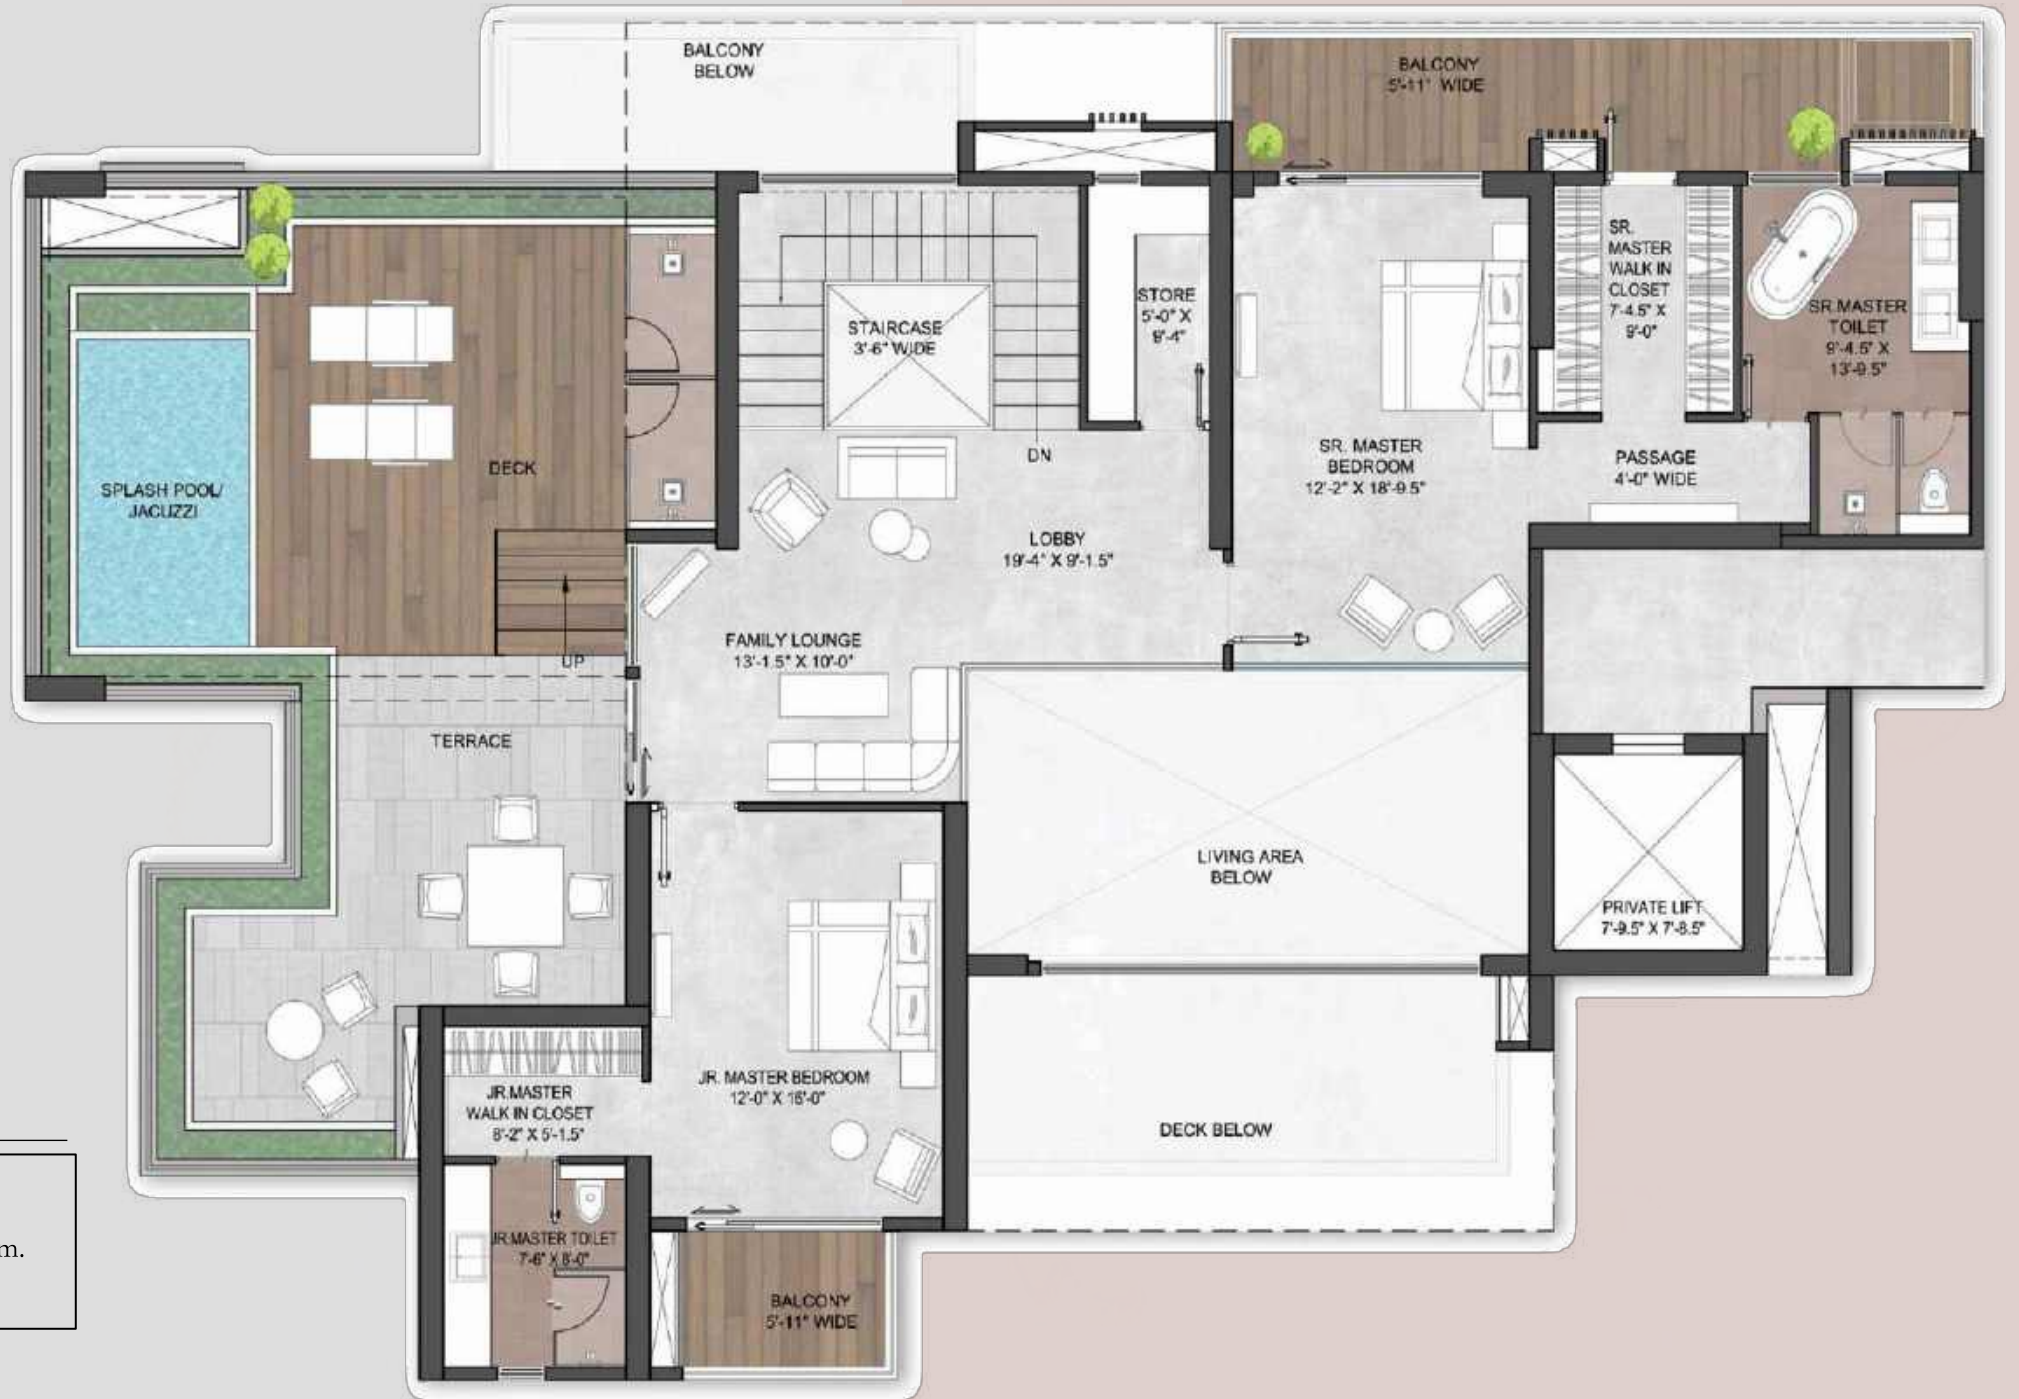 BALCONY
BELOW
BALCONY
5'-11" WIDE
SR.
MASTER
WALK IN
CLOSET
7'-4.5" X
9'-0"
STORE
5'-0" X
9'-4"
STAIRCASE
3'-6" WIDE
SR.MASTER
TOILET
9'-4.5" X
13'-9.5"
SPLASH POOL/
JACUZZI
DECK
DN
SR. MASTER
BEDROOM
12'-2" X 18'-9.5"
PASSAGE
4'-0" WIDE
LOBBY
19'-4" X 9'-1.5"
UP
FAMILY LOUNGE
13'-1.5" X 10'-0"
TERRACE
LIVING AREA
BELOW
PRIVATE LIFT
7'-9.5" X 7'-8.5"
JR. MASTER BEDROOM
12'-0" X 16'-0"
JR.MASTER
WALK IN CLOSET
8'-2" X 5'-1.5"
DECK BELOW
JR.MASTER TOILET
7'-6" X 8'-0"
m.
BALCONY
5'-11" WIDE